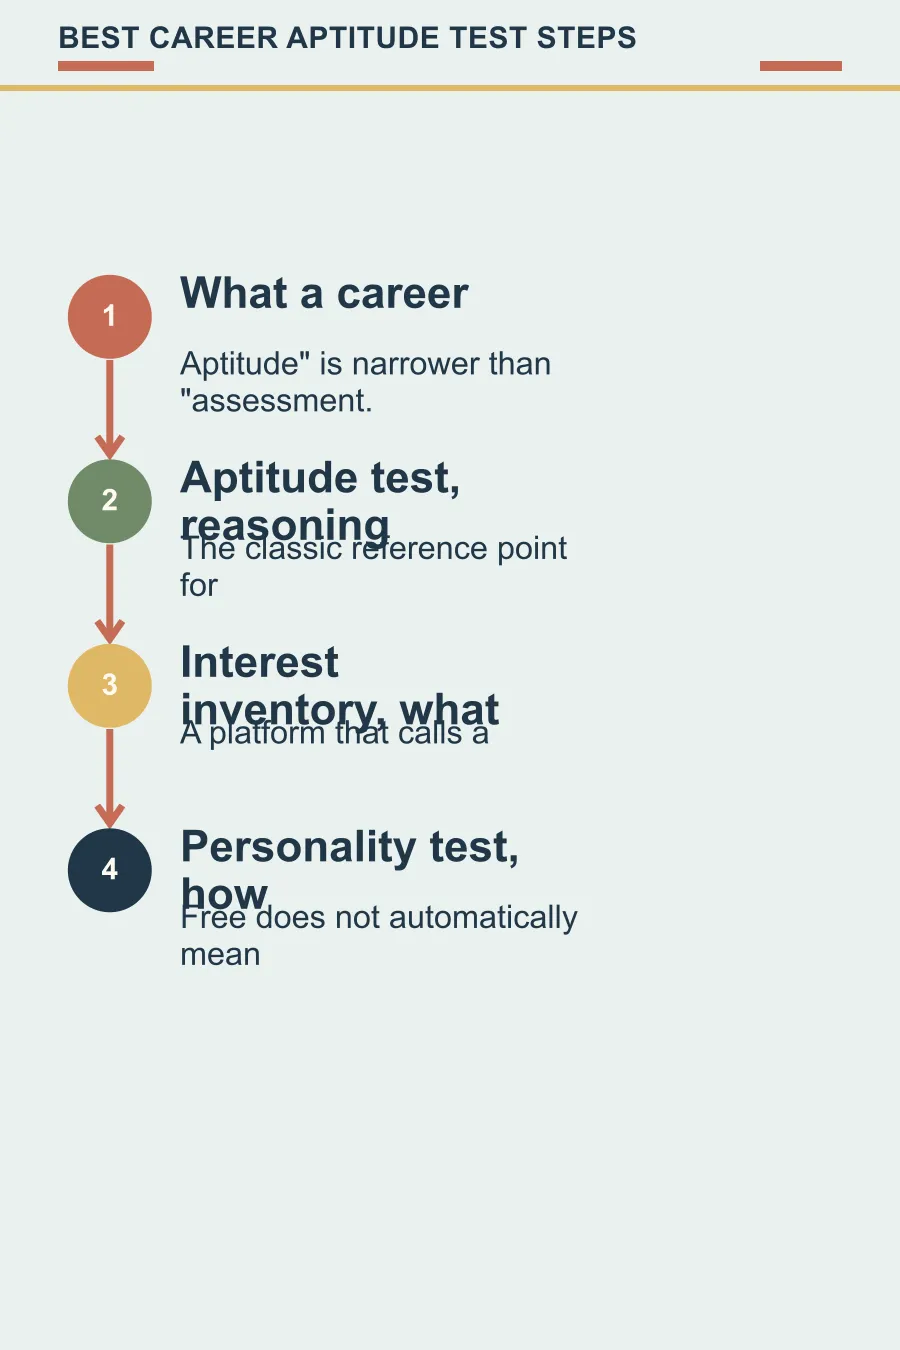 BEST CAREER APTITUDE TEST STEPS
1
What a career
Aptitude" is narrower than
"assessment.
2
Aptitude test,
reasoning
The classic reference point
for
3
Interest
inventory, what
A platform that calls a
4
Personality test,
how
Free does not automatically
mean